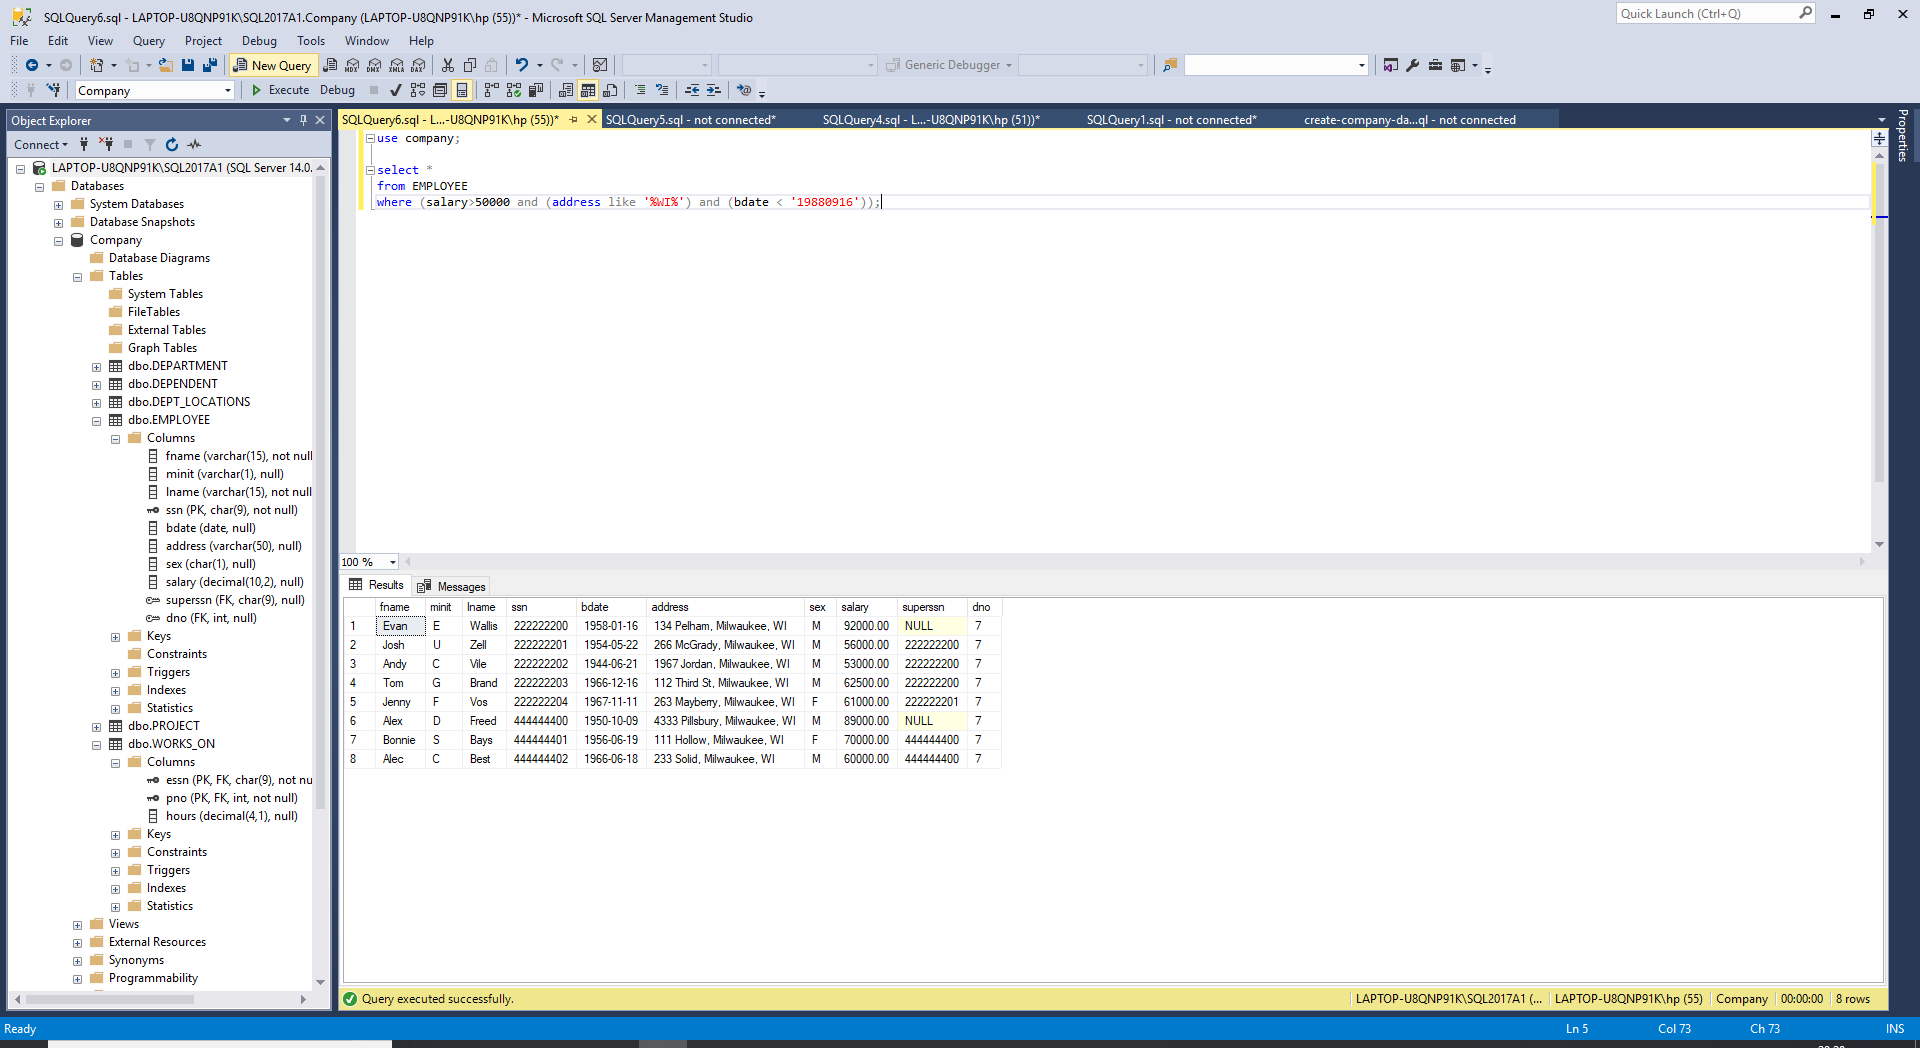 SQLQuery6.sql - LAPTOP-U8QNP91K\SQL2017A1.Company (LAPTOP-U8QNP91K\hp (55))* - Microsoft SQL Server Management Studio
Quick Launch (Ctrl+Q)
File Edit View Query Project Debug Tools Window Help
New Query MDX DMX XMLA DAX Generic Debugger
Company Execute Debug
Object Explorer
Connect
LAPTOP-U8QNP91K\SQL2017A1 (SQL Server 14.0.
Databases
System Databases
Database Snapshots
Company
Database Diagrams
Tables
System Tables
FileTables
External Tables
Graph Tables
dbo.DEPARTMENT
dbo.DEPENDENT
dbo.DEPT_LOCATIONS
dbo.EMPLOYEE
Columns
fname (varchar(15), not null
minit (varchar(1), null)
lname (varchar(15), not null
ssn (PK, char(9), not null)
bdate (date, null)
address (varchar(50), null)
sex (char(1), null)
salary (decimal(10,2), null)
superssn (FK, char(9), null)
dno (FK, int, null)
Keys
Constraints
Triggers
Indexes
Statistics
dbo.PROJECT
dbo.WORKS_ON
Columns
essn (PK, FK, char(9), not nu
pno (PK, FK, int, not null)
hours (decimal(4,1), null)
Keys
Constraints
Triggers
Indexes
Statistics
Views
External Resources
Synonyms
Programmability
SQLQuery6.sql - L...-U8QNP91K\hp (55))* SQLQuery5.sql - not connected* SQLQuery4.sql - L...-U8QNP91K\hp (51))* SQLQuery1.sql - not connected* create-company-da...ql - not connected
Properties
use company;
select *
from EMPLOYEE
where (salary>50000 and (address like '%WI%') and (bdate < '19880916'));
100 %
Results Messages
fname minit lname ssn bdate address sex salary superssn dno
1 Evan E Wallis 222222200 1958-01-16 134 Pelham, Milwaukee, WI M 92000.00 NULL 7
2 Josh U Zell 222222201 1954-05-22 266 McGrady, Milwaukee, WI M 56000.00 222222200 7
3 Andy C Vile 222222202 1944-06-21 1967 Jordan, Milwaukee, WI M 53000.00 222222200 7
4 Tom G Brand 222222203 1966-12-16 112 Third St, Milwaukee, WI M 62500.00 222222200 7
5 Jenny F Vos 222222204 1967-11-11 263 Mayberry, Milwaukee, WI F 61000.00 222222201 7
6 Alex D Freed 444444400 1950-10-09 4333 Pillsbury, Milwaukee, WI M 89000.00 NULL 7
7 Bonnie S Bays 444444401 1956-06-19 111 Hollow, Milwaukee, WI F 70000.00 444444400 7
8 Alec C Best 444444402 1966-06-18 233 Solid, Milwaukee, WI M 60000.00 444444400 7
Query executed successfully. LAPTOP-U8QNP91K\SQL2017A1 (... LAPTOP-U8QNP91K\hp (55) Company 00:00:00 8 rows
Ready Ln 5 Col 73 Ch 73 INS